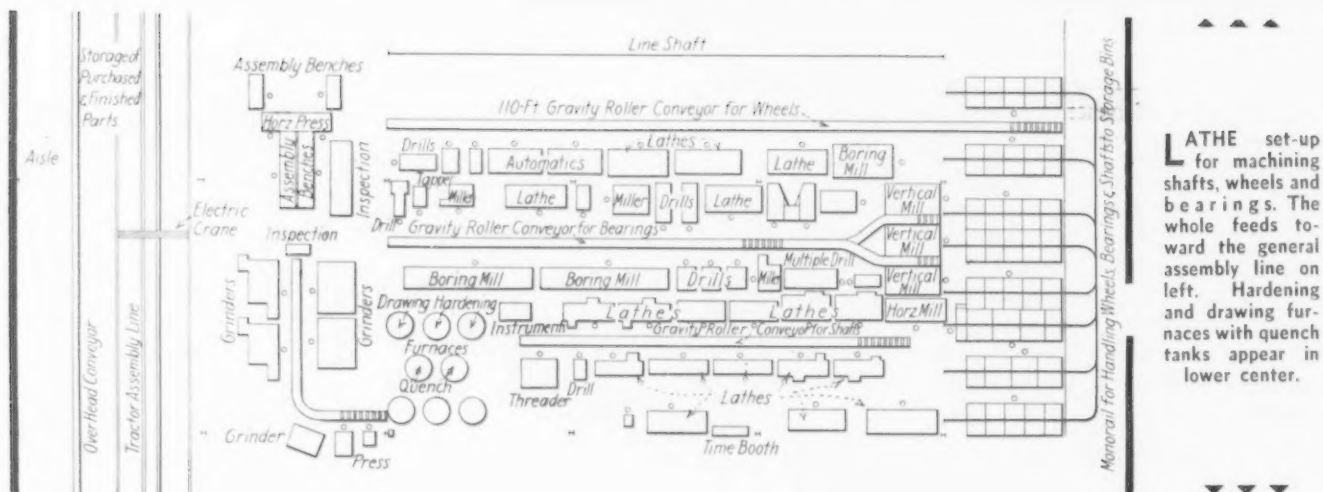 Line Shaft
Storage of
Purchased
& Finished
Parts.
Assembly Benches
Horz Press
Assembly
Benches
Inspection
Aisle
Electric
Crane
Over Head Conveyor
Tractor Assembly Line
110-Ft. Gravity Roller Conveyor for Wheels
Drills
Automatics
Lathes
Lathe
Boring
Mill
Tapper
Miller
Lathe
Miller
Drills
Lathe
Vertical
Mill
Drill
Gravity Roller Conveyor for Bearings
Vertical
Mill
Inspection
Boring Mill
Boring Mill
Drills
Miller
Multiple Drill
Vertical
Mill
Grinders
Grinders
Drawing Hardening
Furnaces
Instrument
Lathes
Lathes
Horz Mill
Gravity Roller Conveyor for Shafts
Quench
Threader
Drill
Lathes
Grinder
Press
Time Booth
Monorail for Handling Wheels, Bearings & Shafts to Storage Bins
LATHE set-up
for machining
shafts, wheels and
bearings. The
whole feeds to-
ward the general
assembly line on
left. Hardening
and drawing fur-
naces with quench
tanks appear in
lower center.